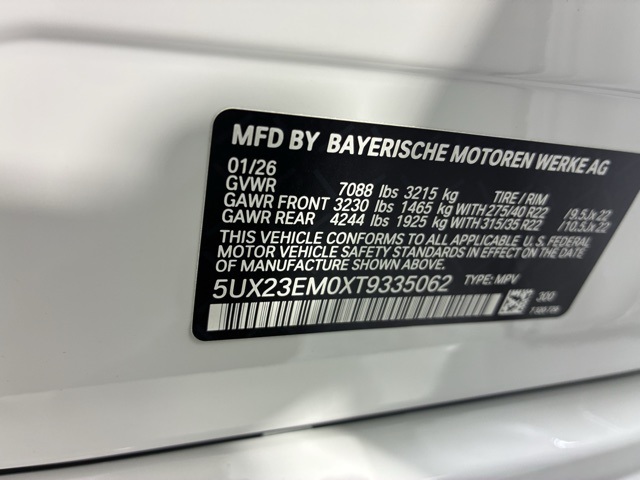 MFD BY BAYERISCHE MOTOREN WERKE AG
01/26
GVWR 7088 lbs 3215 kg TIRE / RIM
GAWR FRONT 3230 lbs 1465 kg WITH 275/40 R22 /9.5Jx22
GAWR REAR 4244 lbs 1925 kg WITH 315/35 R22 /10.5Jx22
THIS VEHICLE CONFORMS TO ALL APPLICABLE U. S. FEDERAL
MOTOR VEHICLE SAFETY STANDARDS IN EFFECT ON THE DATE OF
MANUFACTURE SHOWN ABOVE.
5UX23EM0XT9335062 TYPE: MPV
300